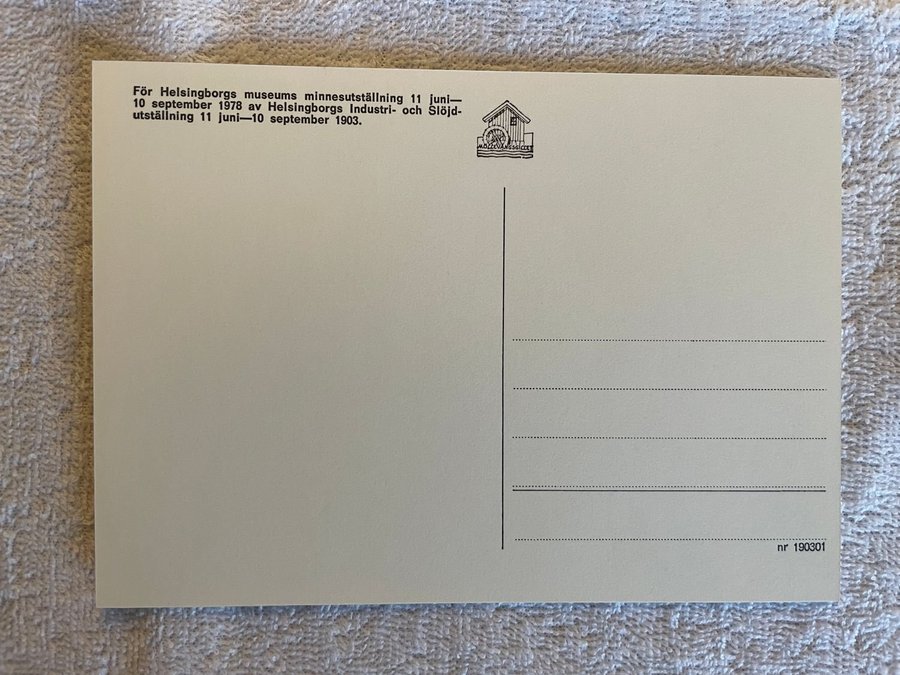 För Helsingborgs museums minnesutställning 11 juni—
10 september 1978 av Helsingborgs Industri- och Slöjd-
utställning 11 juni—10 september 1903.
nr 190301